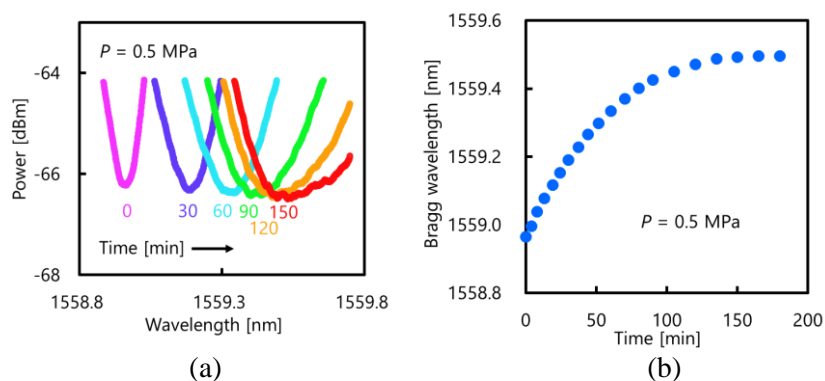 P = 0.5 MPa
-64
-66
-68
Power [dBm]
0
30
60
90
150
120
Time [min]
1558.8
1559.3
1559.8
Wavelength [nm]
(a)
1559.6
1559.4
1559.2
1559.0
1558.8
Bragg wavelength [nm]
P = 0.5 MPa
0
50
100
150
200
Time [min]
(b)